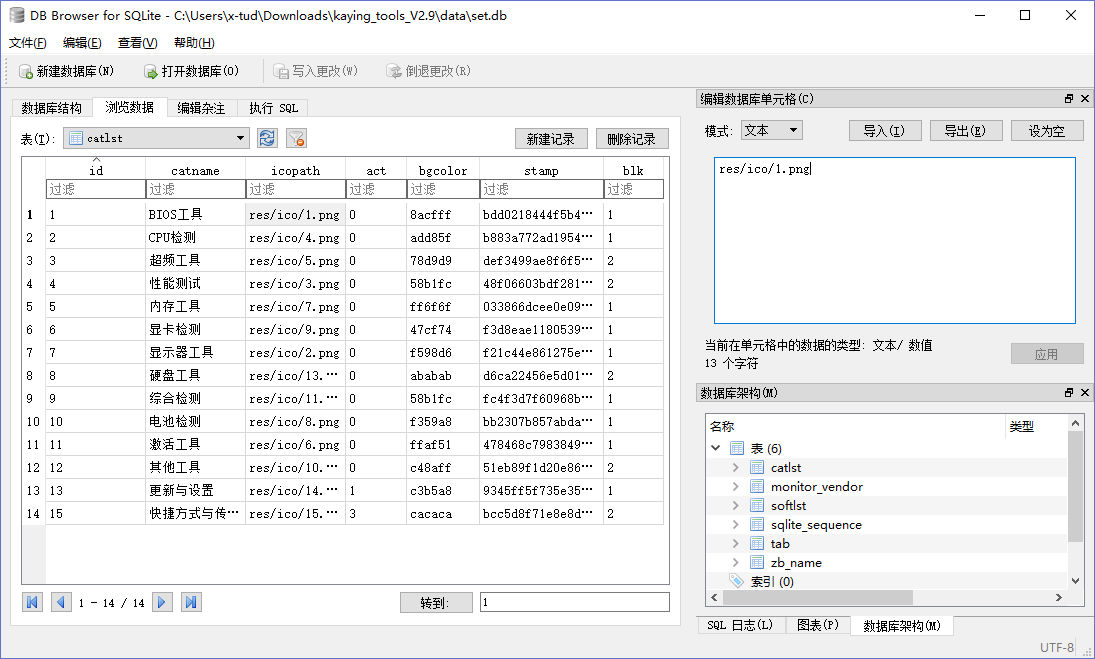 DB Browser for SQLite - C:\Users\x-tud\Downloads\kaying_tools_V2.9\data\set.db
文件(F) 编辑(E) 查看(V) 帮助(H)
新建数据库(N) 打开数据库(O) 写入更改(W) 倒退更改(R)
数据库结构 浏览数据 编辑杂注 执行 SQL
表(T): catlst 新建记录 删除记录
id catname icopath act bgcolor stamp blk
过滤 过滤 过滤 过滤 过滤 过滤 过滤
1 1 BIOS工具 res/ico/1.png 0 8acfff bdd0218444f5b4… 1
2 2 CPU检测 res/ico/4.png 0 add85f b883a772ad1954… 1
3 3 超频工具 res/ico/5.png 0 78d9d9 def3499ae8f6f5… 2
4 4 性能测试 res/ico/3.png 0 58b1fc 48f06603bdf281… 2
5 5 内存工具 res/ico/7.png 0 ff6f6f 033866dcee0e09… 1
6 6 显卡检测 res/ico/9.png 0 47cf74 f3d8eae1180539… 1
7 7 显示器工具 res/ico/2.png 0 f598d6 f21c44e861275e… 1
8 8 硬盘工具 res/ico/13.… 0 ababab d6ca22456e5d01… 2
9 9 综合检测 res/ico/11.… 0 58b1fc fc4f3d7f60968b… 1
10 10 电池检测 res/ico/8.png 0 f359a8 bb2307b857abda… 1
11 11 激活工具 res/ico/6.png 0 ffaf51 478468c7983849… 1
12 12 其他工具 res/ico/10.… 0 c48aff 51eb89f1d20e86… 2
13 13 更新与设置 res/ico/14.… 1 c3b5a8 9345ff5f735e35… 1
14 15 快捷方式与传… res/ico/15.… 3 cacaca bcc5d8f71e8e8d… 2
1 - 14 / 14 转到: 1
编辑数据库单元格(C)
模式: 文本 导入(I) 导出(E) 设为空
res/ico/1.png
当前在单元格中的数据的类型: 文本/ 数值
13 个字符
应用
数据库架构(M)
名称 类型
表 (6)
catlst
monitor_vendor
softlst
sqlite_sequence
tab
zb_name
索引 (0)
SQL 日志(L) 图表(P) 数据库架构(M)
UTF-8